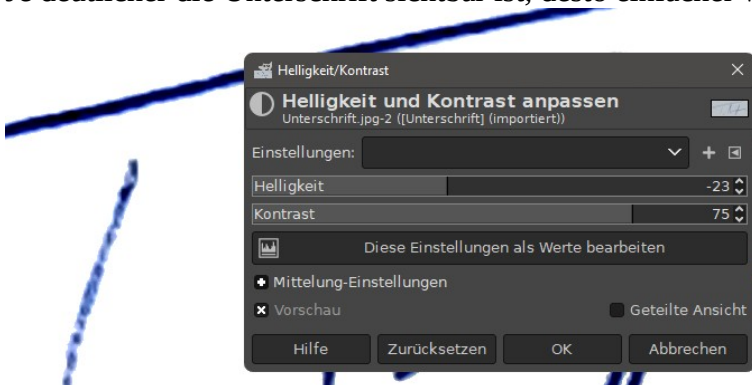 Helligkeit/Kontrast
Helligkeit und Kontrast anpassen
Unterschrift.jpg-2 ([Unterschrift] (importiert))
Einstellungen:
Helligkeit -23
Kontrast 75
Diese Einstellungen als Werte bearbeiten
Mittelung-Einstellungen
Vorschau Geteilte Ansicht
Hilfe Zurücksetzen OK Abbrechen